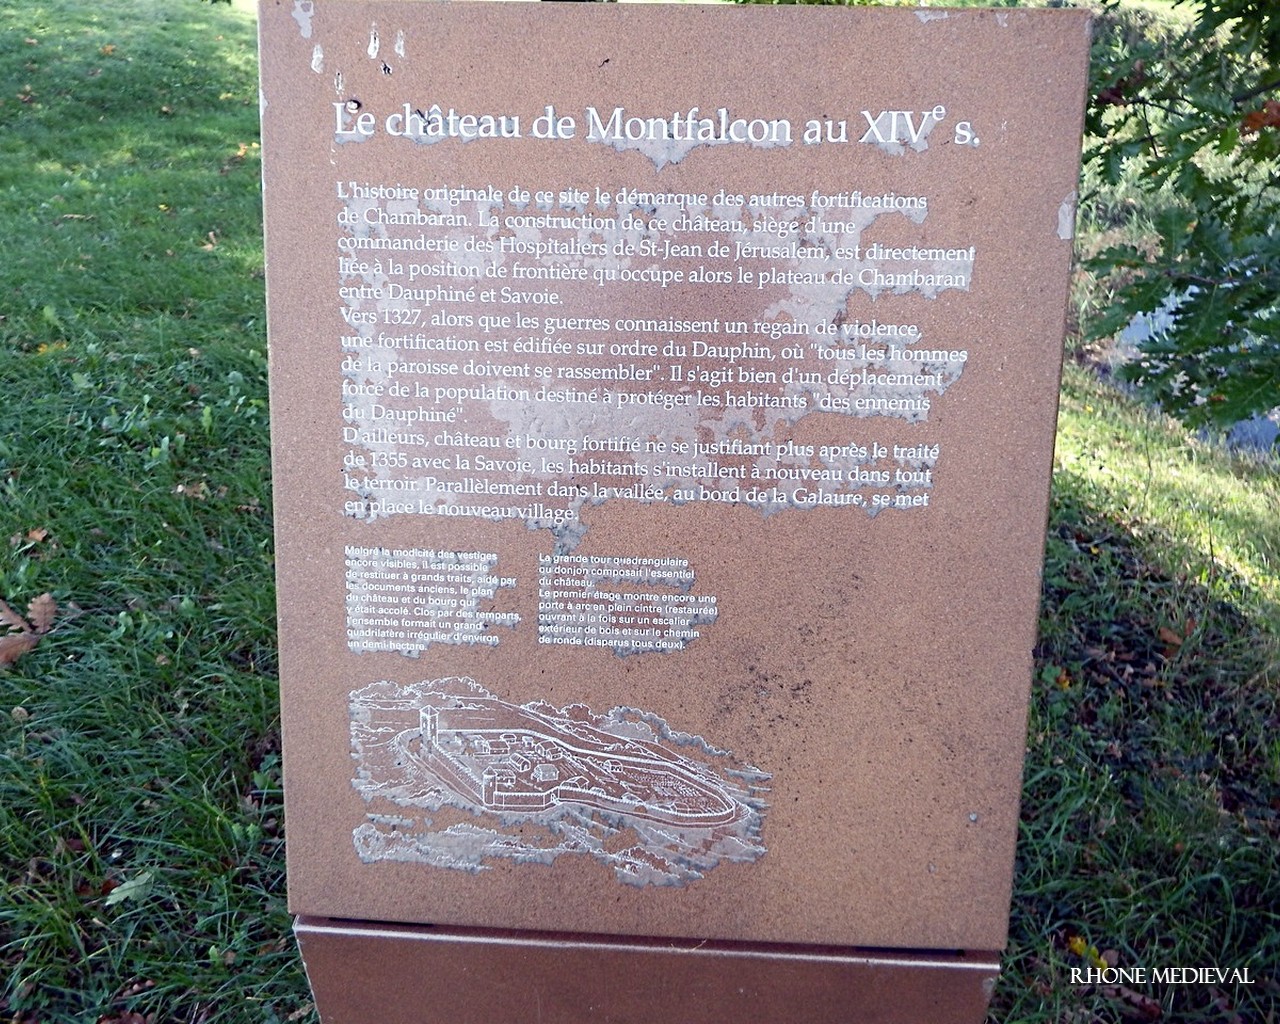 Le château de Montfalcon au XIVe s.
L'histoire originale de ce site le démarque des autres fortifications
de Chambaran. La construction de ce château, siège d'une
commanderie des Hospitaliers de St-Jean de Jérusalem, est directement
liée à la position de frontière qu'occupe alors le plateau de Chambaran
entre Dauphiné et Savoie.
Vers 1327, alors que les guerres connaissent un regain de violence,
une fortification est édifiée sur ordre du Dauphin, où "tous les hommes
de la paroisse doivent se rassembler". Il s'agit bien d'un déplacement
forcé de la population destiné à protéger les habitants "des ennemis
du Dauphiné".
D'ailleurs, château et bourg fortifié ne se justifiant plus après le traité
de 1355 avec la Savoie, les habitants s'installent à nouveau dans tout
le terroir. Parallèlement dans la vallée, au bord de la Galaure, se met
en place le nouveau village.
Malgré la modicité des vestiges
encore visibles, il est possible
de restituer à grands traits, aidé par
les documents anciens, le plan
du château et du bourg qui
y était accolé. Clos par des remparts,
l'ensemble formait un grand
quadrilatère irrégulier d'environ
un demi-hectare.
La grande tour quadrangulaire
ou donjon composait l'essentiel
du château.
Le premier étage montre encore une
porte à arc en plein cintre (restaurée)
ouvrant à la fois sur un escalier
extérieur de bois et sur le chemin
de ronde (disparus tous deux).
RHONE MEDIEVAL